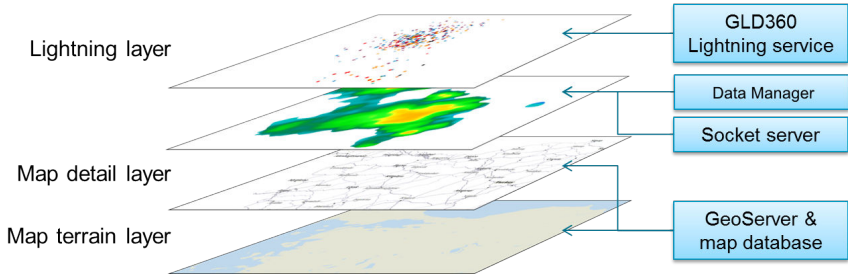 Lightning layer
GLD360
Lightning service
Data Manager
Socket server
Map detail layer
Map terrain layer
GeoServer &
map database